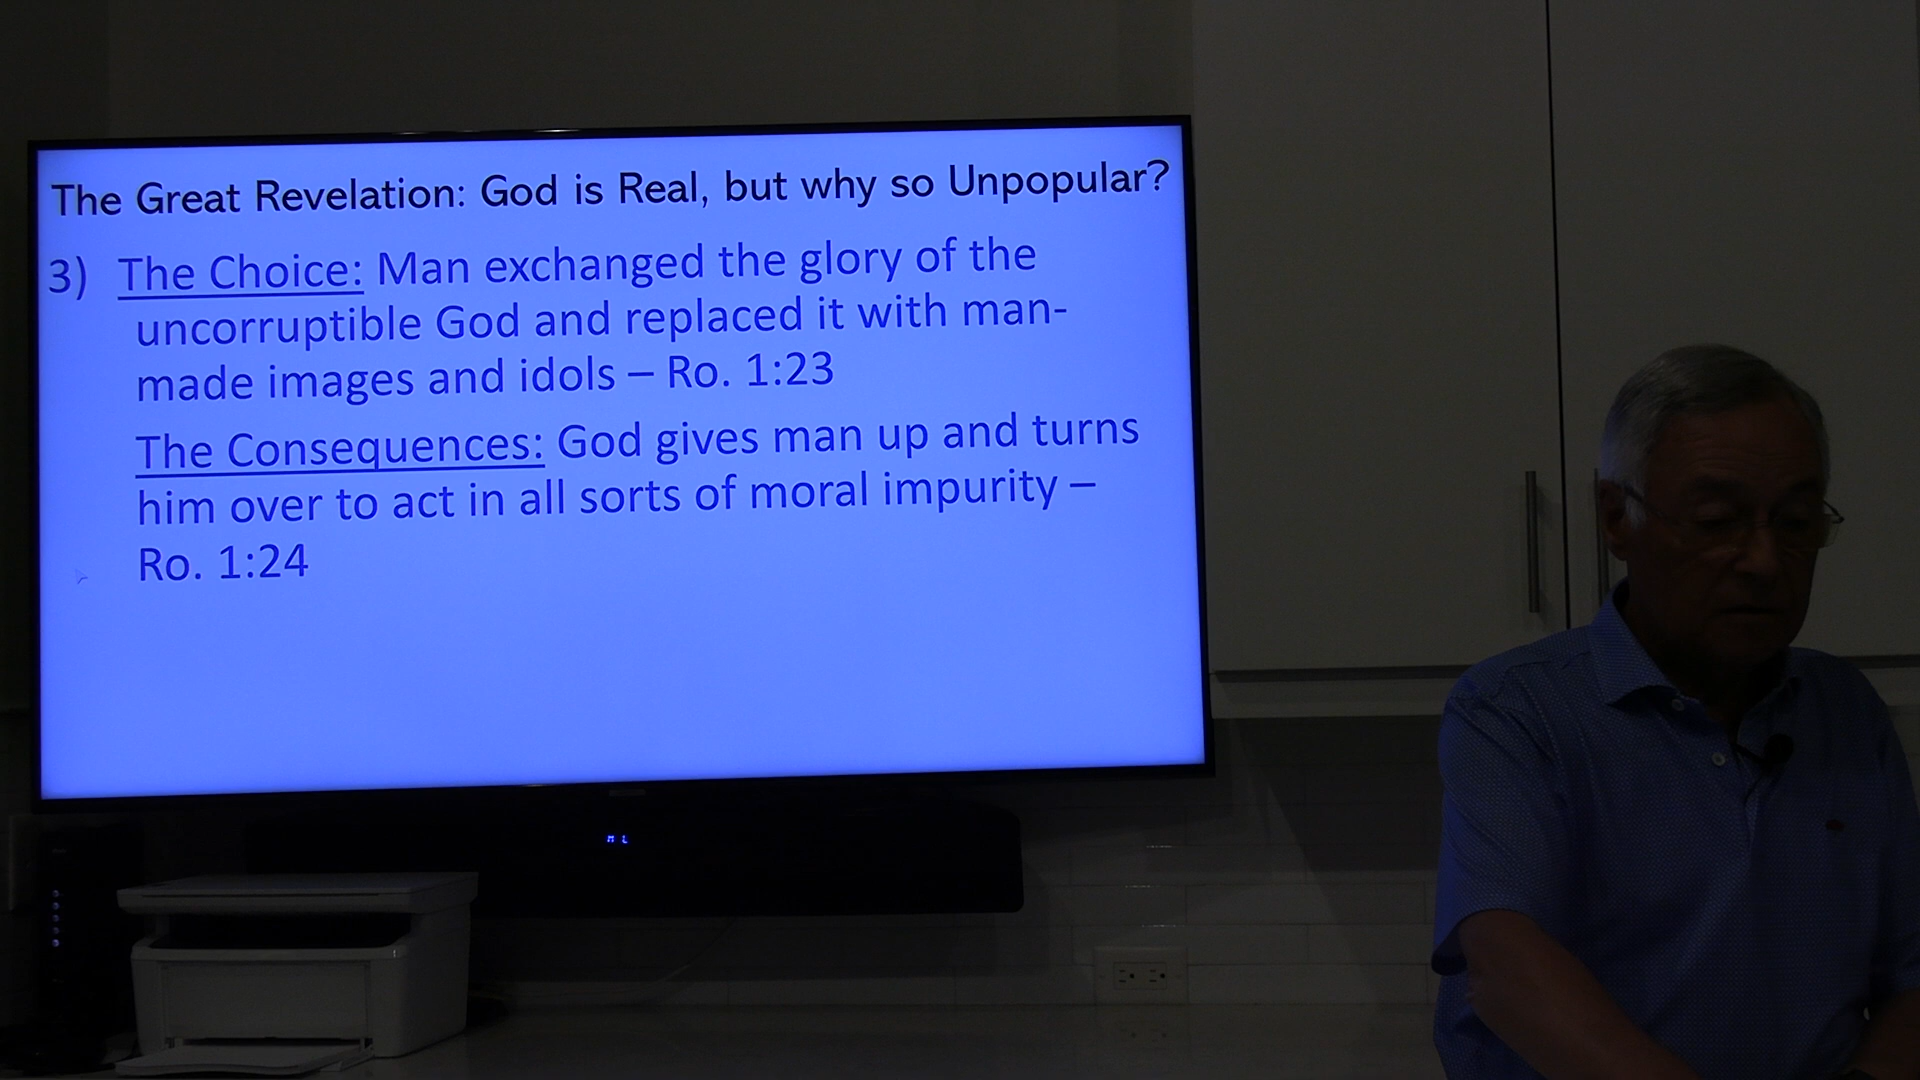 The Great Revelation: God is Real, but why so Unpopular?
3) The Choice: Man exchanged the glory of the
uncorruptible God and replaced it with man-
made images and idols – Ro. 1:23
The Consequences: God gives man up and turns
him over to act in all sorts of moral impurity –
Ro. 1:24